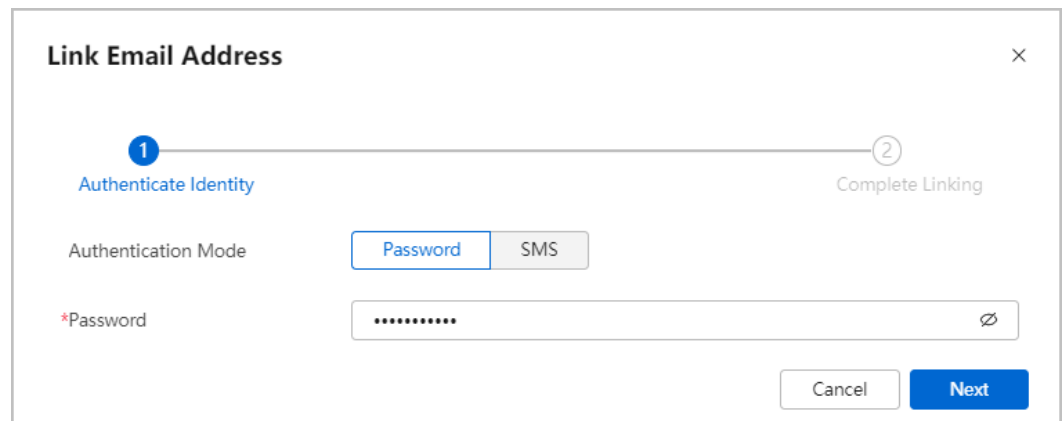 Link Email Address
1
2
Authenticate Identity
Complete Linking
Authentication Mode
Password
SMS
*Password
•••••••••••
Cancel
Next